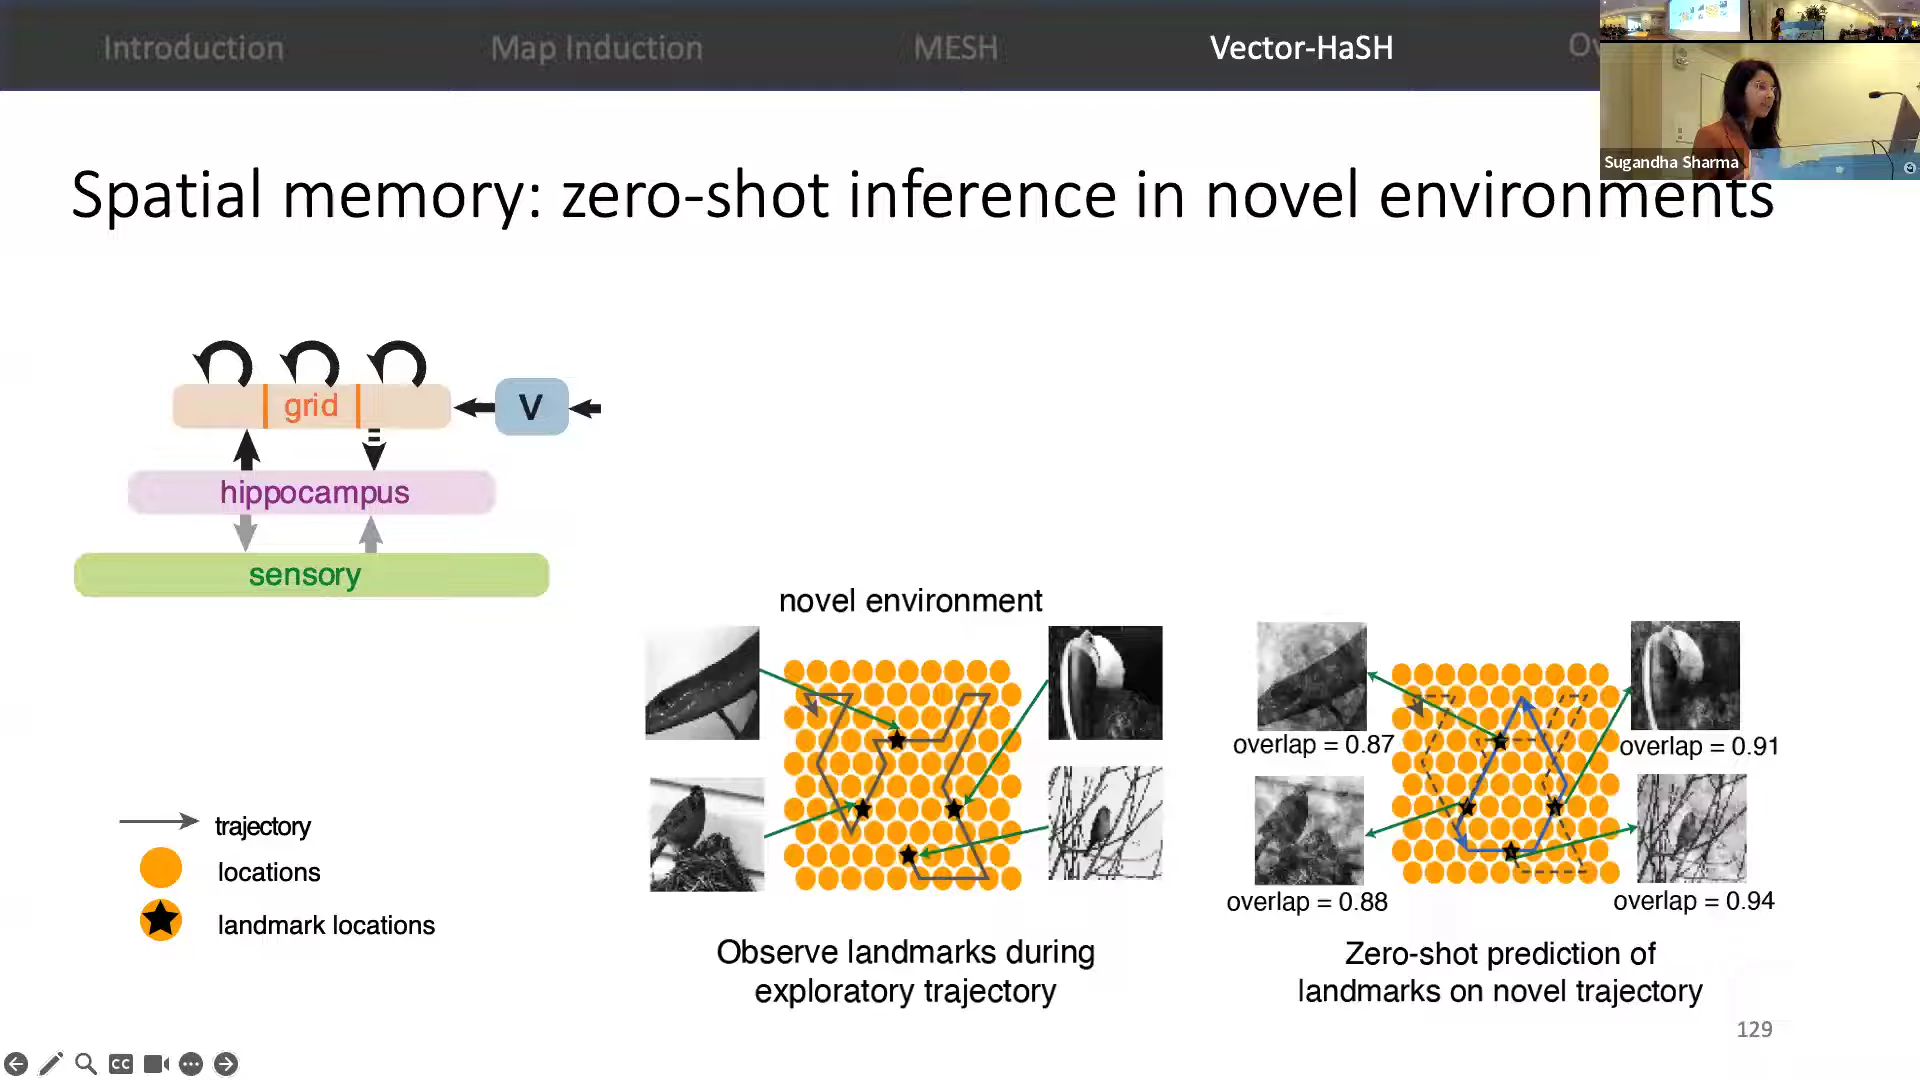 Introduction
Map Induction
MESH
Vector-HaSH
Sugandha Sharma
Spatial memory: zero-shot inference in novel environments
grid
V
hippocampus
sensory
novel environment
overlap = 0.87
overlap = 0.91
overlap = 0.88
overlap = 0.94
trajectory
locations
landmark locations
Observe landmarks during
exploratory trajectory
Zero-shot prediction of
landmarks on novel trajectory
129
CC